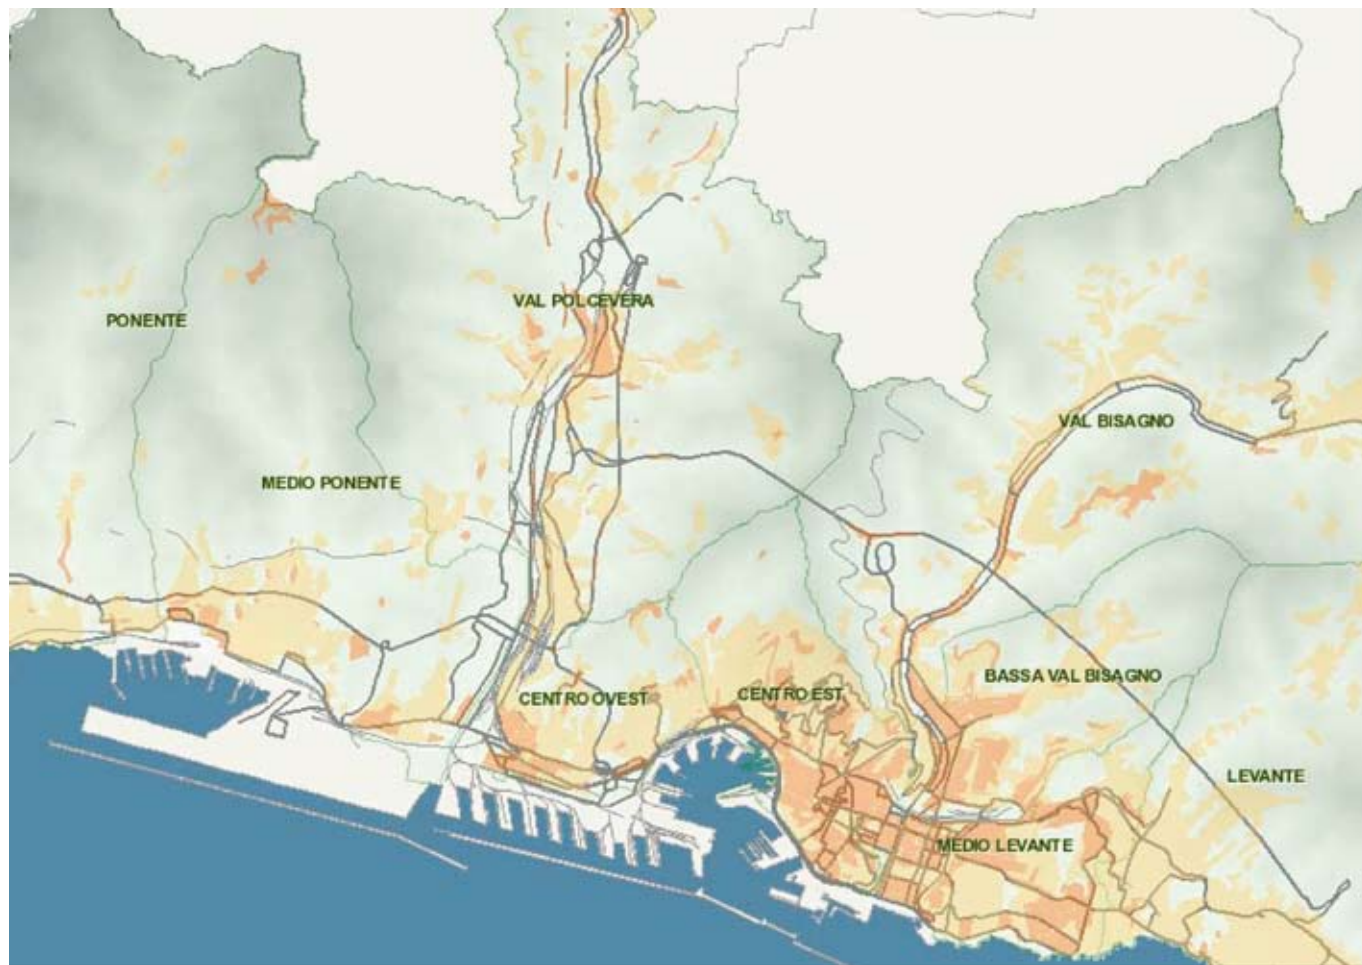 VAL POLCEVERA
PONENTE
VAL BISAGNO
MEDIO PONENTE
BASSA VAL BISAGNO
CENTRO OVEST
CENTRO EST
LEVANTE
MEDIO LEVANTE